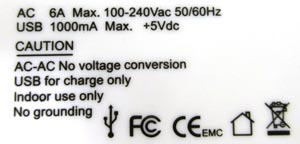 AC 6A Max. 100-240Vac 50/60Hz
USB 1000mA Max. +5Vdc
CAUTION
AC-AC No voltage conversion
USB for charge only
Indoor use only
No grounding
FC CE EMC